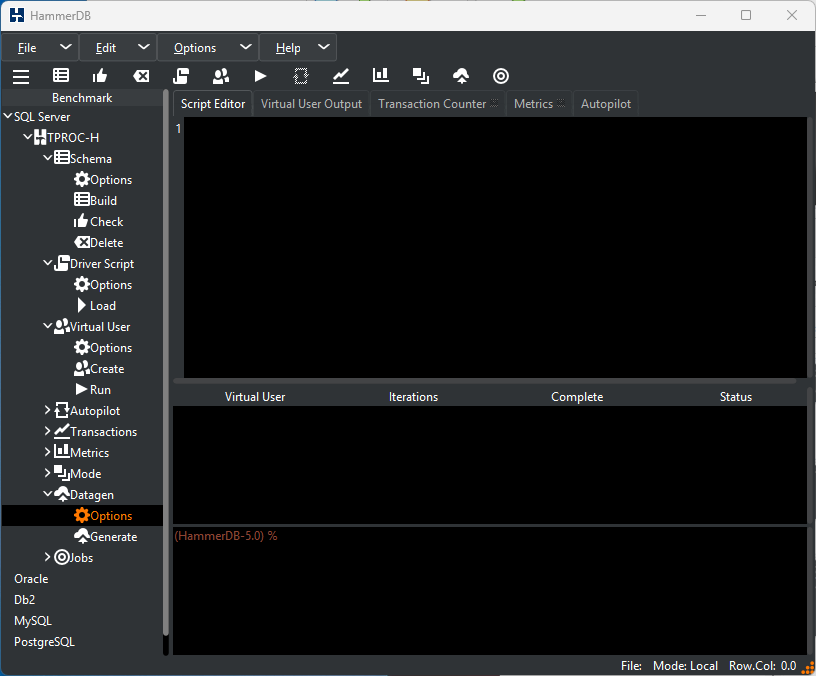 HammerDB
File Edit Options Help
Benchmark
Script Editor Virtual User Output Transaction Counter Metrics Autopilot
SQL Server
1
TPROC-H
Schema
Options
Build
Check
Delete
Driver Script
Options
Load
Virtual User
Options
Create
Run
Virtual User Iterations Complete Status
Autopilot
Transactions
Metrics
Mode
Datagen
Options
Generate
(HammerDB-5.0) %
Jobs
Oracle
Db2
MySQL
PostgreSQL
File: Mode: Local Row.Col: 0.0